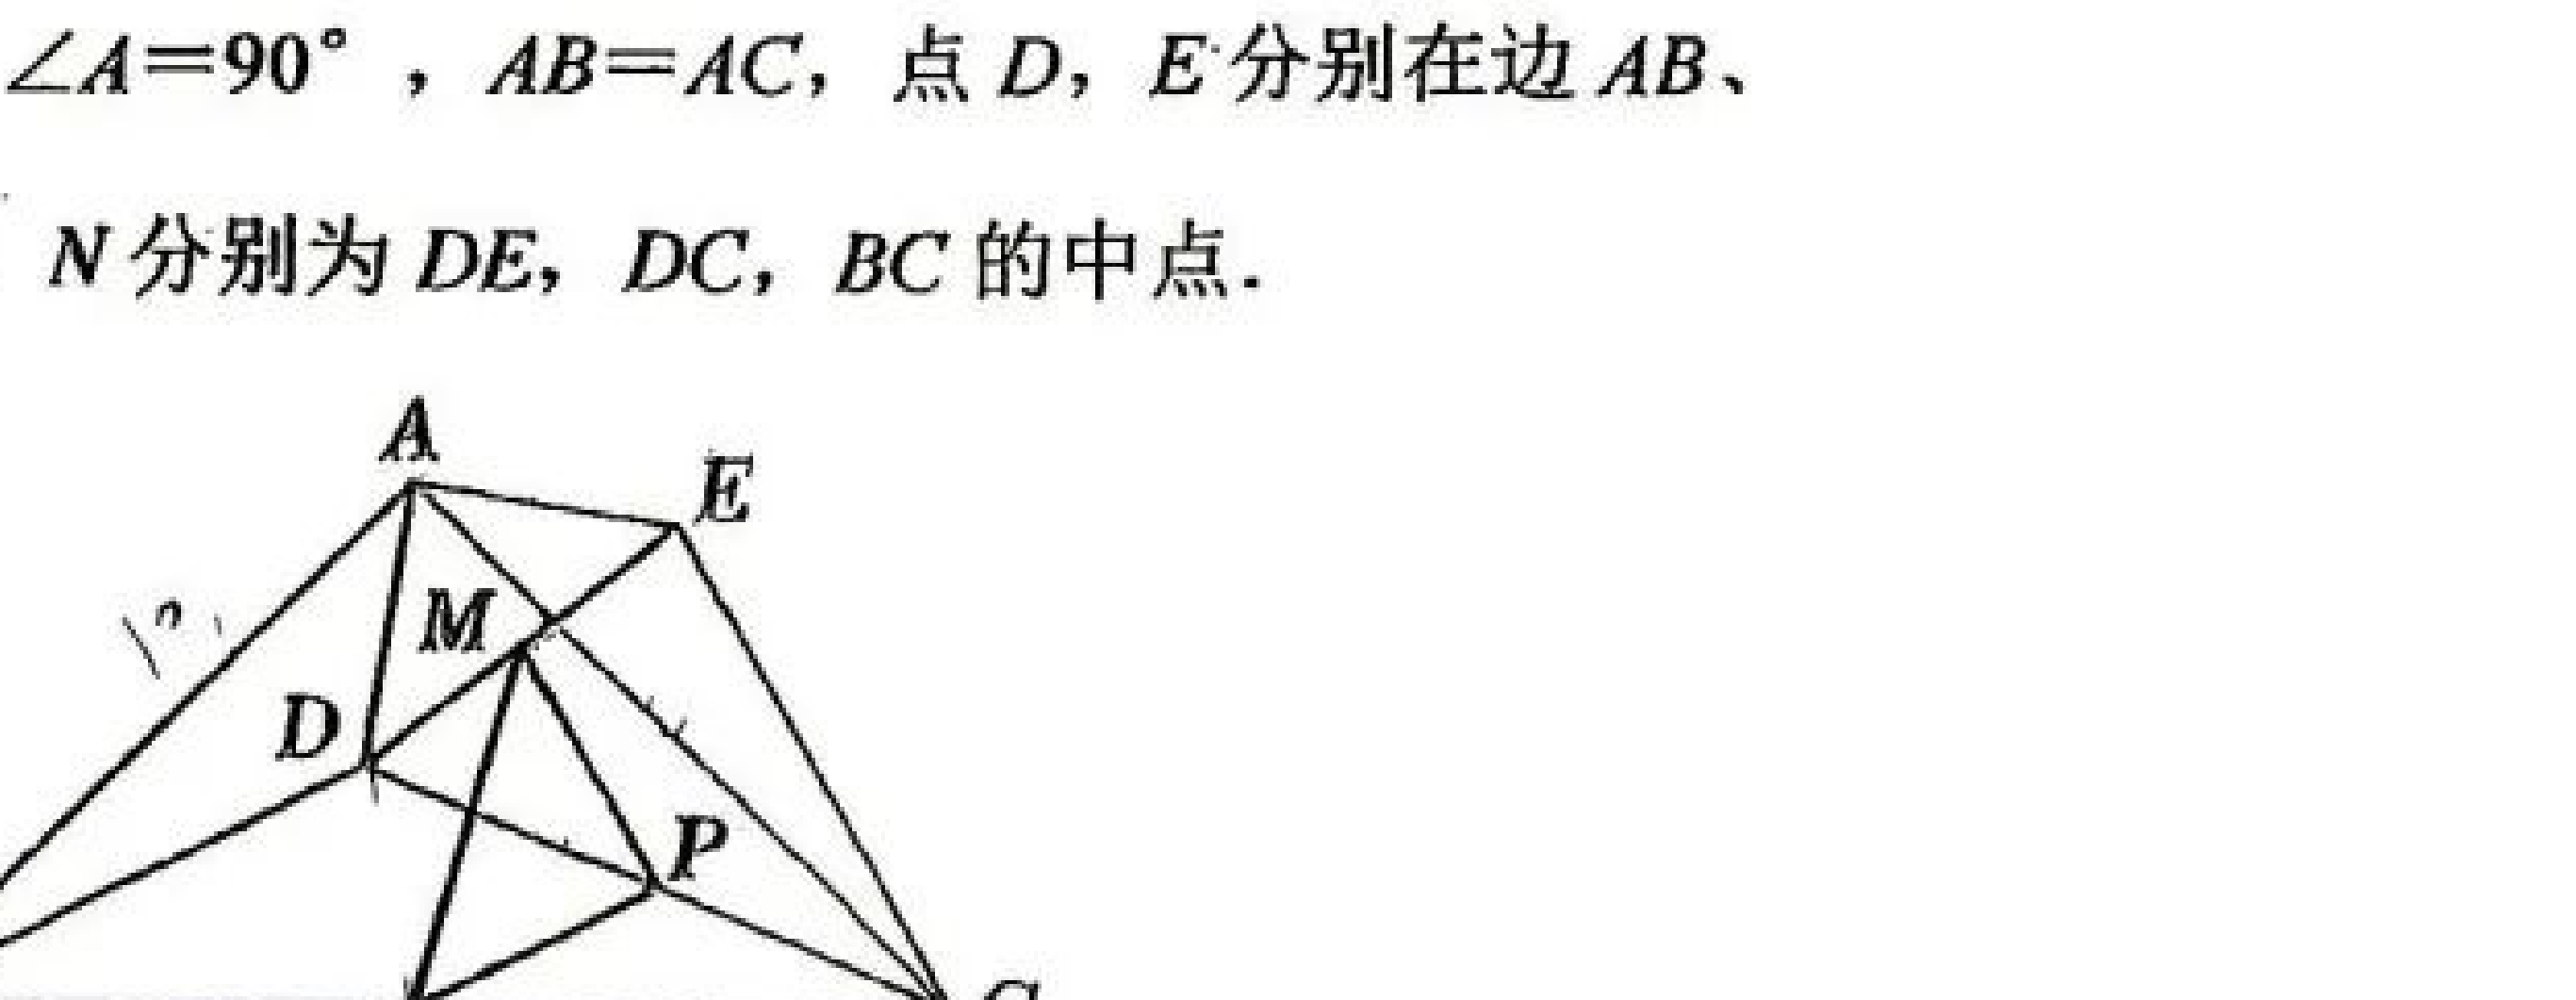 ∠A=90°，AB=AC，点 D，E 分别在边 AB、
N 分别为 DE，DC，BC 的中点.
A
E
M
D
P